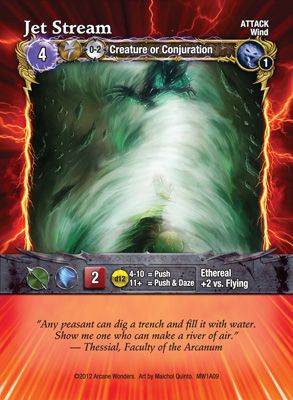 Jet Stream
ATTACK
Wind
4
0-2
Creature or Conjuration
1
2
d12
4-10 = Push
11+ = Push & Daze
Ethereal
+2 vs. Flying
"Any peasant can dig a trench and fill it with water.
Show me one who can make a river of air."
— Thessial, Faculty of the Arcanum
©2012 Arcane Wonders. Art by Maichol Quinto. MW1A09